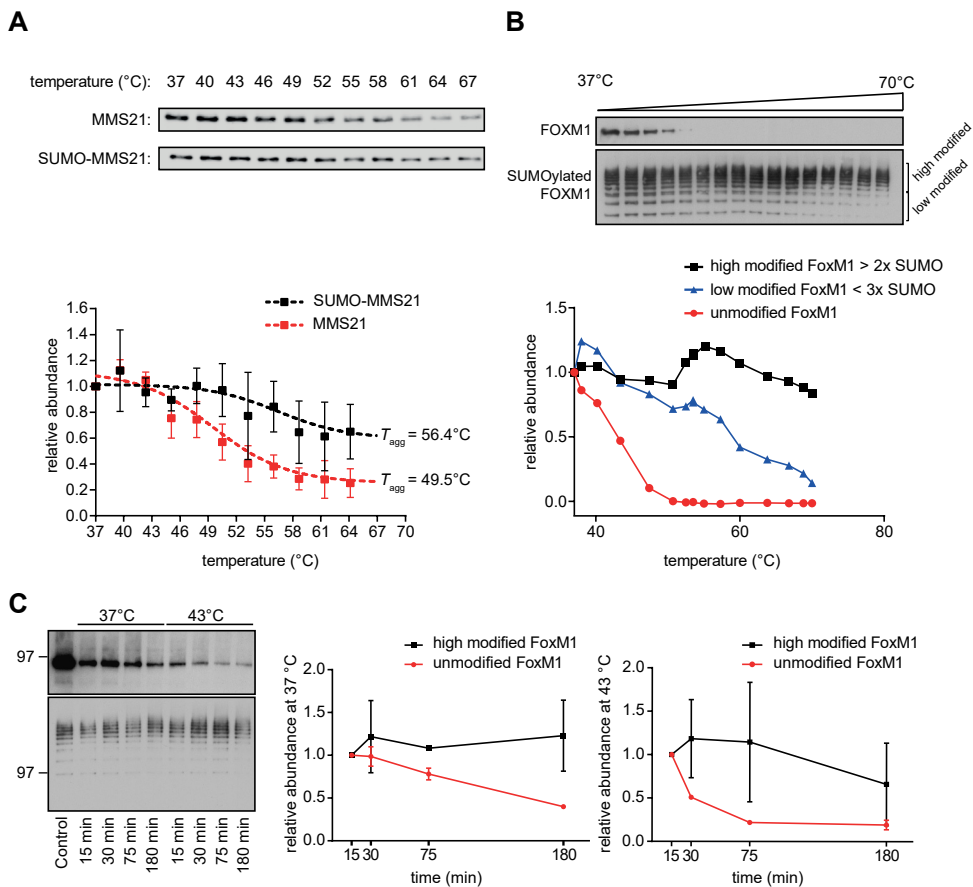 A
temperature (°C): 37 40 43 46 49 52 55 58 61 64 67
MMS21:
SUMO-MMS21:
SUMO-MMS21
MMS21
relative abundance
1.6
1.4
1.2
1.0
0.8
0.6
0.4
0.2
0.0
Tagg = 56.4°C
Tagg = 49.5°C
37 40 43 46 49 52 55 58 61 64 67 70
temperature (°C)
B
37°C 70°C
FOXM1
SUMOylated
FOXM1
high modified
low modified
high modified FoxM1 > 2x SUMO
low modified FoxM1 < 3x SUMO
unmodified FoxM1
relative abundance
1.5
1.0
0.5
0.0
40 60 80
temperature (°C)
C
37°C 43°C
97
97
Control
15 min
30 min
75 min
180 min
15 min
30 min
75 min
180 min
high modified FoxM1
unmodified FoxM1
relative abundance at 37 °C
2.0
1.5
1.0
0.5
0.0
15 30 75 180
time (min)
high modified FoxM1
unmodified FoxM1
relative abundance at 43 °C
2.0
1.5
1.0
0.5
0.0
15 30 75 180
time (min)